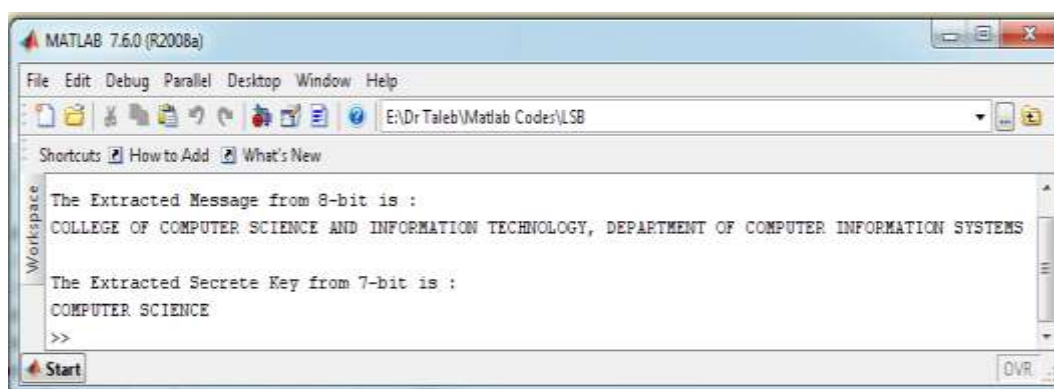 MATLAB 7.6.0 (R2008a)
File Edit Debug Parallel Desktop Window Help
E:\Dr Taleb\Matlab Codes\LSB
Shortcuts How to Add What's New
Workspace
The Extracted Message from 8-bit is :
COLLEGE OF COMPUTER SCIENCE AND INFORMATION TECHNOLOGY, DEPARTMENT OF COMPUTER INFORMATION SYSTEMS
The Extracted Secrete Key from 7-bit is :
COMPUTER SCIENCE
>>
Start
OVR